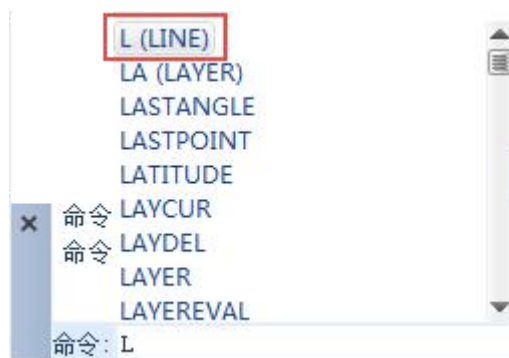 L (LINE)
LA (LAYER)
LASTANGLE
LASTPOINT
LATITUDE
命令 LAYCUR
命令 LAYDEL
LAYER
LAYEREVAL
命令: L